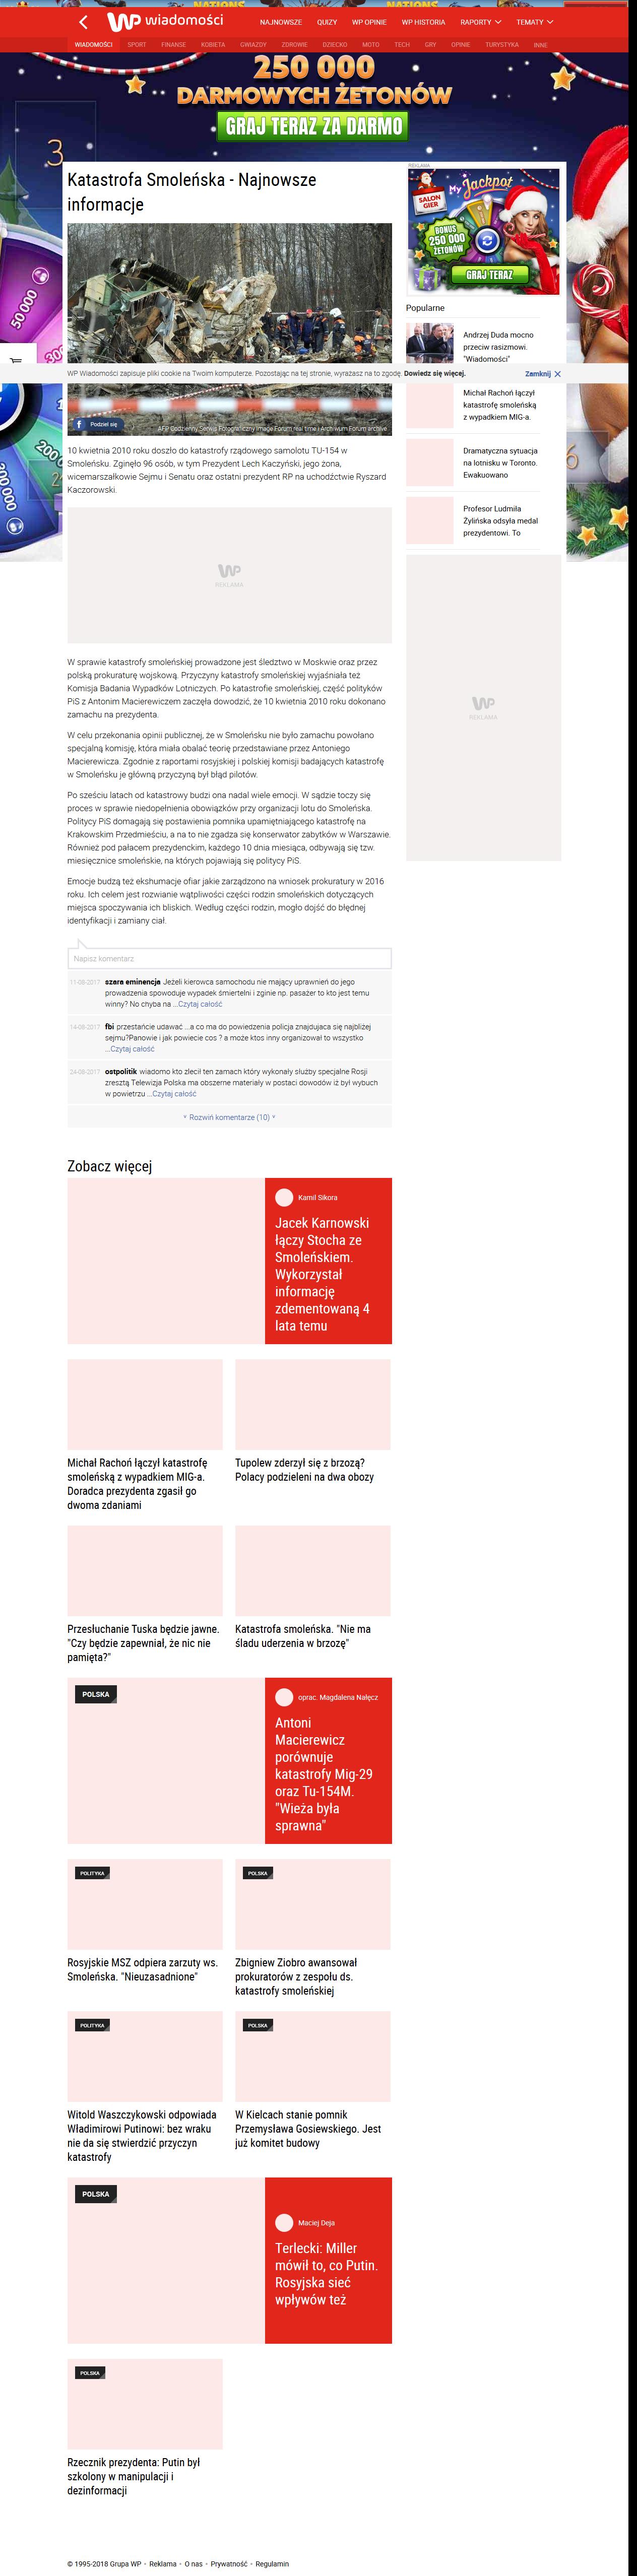 WP wiadomości
NAJNOWSZE QUIZY WP OPINIE WP HISTORIA RAPORTY TEMATY
WIADOMOŚCI SPORT FINANSE KOBIETA GWIAZDY ZDROWIE DZIECKO MOTO TECH GRY OPINIE TURYSTYKA INNE
250 000
DARMOWYCH ŻETONÓW
GRAJ TERAZ ZA DARMO
3
Katastrofa Smoleńska - Najnowsze
informacje
REKLAMA
SALON
GIER
My Jackpot
BONUS
250 000
ŻETONÓW
GRAJ TERAZ
50 000
Popularne
Andrzej Duda mocno
przeciw rasizmowi.
"Wiadomości"
PWP Wiadomości zapisuje pliki cookie na Twoim komputerze. Pozostając na tej stronie, wyrażasz na to zgodę. Dowiedz się więcej. Zamknij
Michał Rachoń łączył
katastrofę smoleńską
z wypadkiem MIG-a.
Dramatyczna sytuacja
na lotnisku w Toronto.
Ewakuowano
Profesor Ludmiła
Żylińska odsyła medal
prezydentowi. To
Podziel się
AFP Codzienny Serwis Fotograficzny Image Forum real time i Archiwum Forum archive
10 kwietnia 2010 roku doszło do katastrofy rządowego samolotu TU-154 w
Smoleńsku. Zginęło 96 osób, w tym Prezydent Lech Kaczyński, jego żona,
wicemarszałkowie Sejmu i Senatu oraz ostatni prezydent RP na uchodźctwie Ryszard
Kaczorowski.
WP
REKLAMA
WP
REKLAMA
W sprawie katastrofy smoleńskiej prowadzone jest śledztwo w Moskwie oraz przez
polską prokuraturę wojskową. Przyczyny katastrofy smoleńskiej wyjaśniała też
Komisja Badania Wypadków Lotniczych. Po katastrofie smoleńskiej, część polityków
PiS z Antonim Macierewiczem zaczęła dowodzić, że 10 kwietnia 2010 roku dokonano
zamachu na prezydenta.
W celu przekonania opinii publicznej, że w Smoleńsku nie było zamachu powołano
specjalną komisję, która miała obalać teorię przedstawiane przez Antoniego
Macierewicza. Zgodnie z raportami rosyjskiej i polskiej komisji badających katastrofę
w Smoleńsku je główną przyczyną był błąd pilotów.
Po sześciu latach od katastrowy budzi ona nadal wiele emocji. W sądzie toczy się
proces w sprawie niedopełnienia obowiązków przy organizacji lotu do Smoleńska.
Politycy PiS domagają się postawienia pomnika upamiętniającego katastrofę na
Krakowskim Przedmieściu, a na to nie zgadza się konserwator zabytków w Warszawie.
Również pod pałacem prezydenckim, każdego 10 dnia miesiąca, odbywają się tzw.
miesięcznice smoleńskie, na których pojawiają się politycy PiS.
Emocje budzą też ekshumacje ofiar jakie zarządzono na wniosek prokuratury w 2016
roku. Ich celem jest rozwianie wątpliwości części rodzin smoleńskich dotyczących
miejsca spoczywania ich bliskich. Według części rodzin, mogło dojść do błędnej
identyfikacji i zamiany ciał.
Napisz komentarz
11-08-2017 szara eminencja Jeżeli kierowca samochodu nie mający uprawnień do jego
prowadzenia spowoduje wypadek śmiertelni i zginie np. pasażer to kto jest temu
winny? No chyba na ...Czytaj całość
14-08-2017 fbi przestańcie udawać ...a co ma do powiedzenia policja znajdujaca się najbliżej
sejmu?Panowie i jak powiecie cos ? a może ktos inny organizował to wszystko
...Czytaj całość
24-08-2017 ostpolitik wiadomo kto zlecił ten zamach który wykonały służby specjalne Rosji
zresztą Telewizja Polska ma obszerne materiały w postaci dowodów iż był wybuch
w powietrzu ...Czytaj całość
Rozwiń komentarze (10)
Zobacz więcej
Kamil Sikora
Jacek Karnowski
łączy Stocha ze
Smoleńskiem.
Wykorzystał
informację
zdementowaną 4
lata temu
Michał Rachoń łączył katastrofę
smoleńską z wypadkiem MIG-a.
Doradca prezydenta zgasił go
dwoma zdaniami
Tupolew zderzył się z brzozą?
Polacy podzieleni na dwa obozy
Przesłuchanie Tuska będzie jawne.
"Czy będzie zapewniał, że nic nie
pamięta?"
Katastrofa smoleńska. "Nie ma
śladu uderzenia w brzozę"
POLSKA
oprac. Magdalena Nałęcz
Antoni
Macierewicz
porównuje
katastrofy Mig-29
oraz Tu-154M.
"Wieża była
sprawna"
POLITYKA
Rosyjskie MSZ odpiera zarzuty ws.
Smoleńska. "Nieuzasadnione"
POLSKA
Zbigniew Ziobro awansował
prokuratorów z zespołu ds.
katastrofy smoleńskiej
POLITYKA
Witold Waszczykowski odpowiada
Władimirowi Putinowi: bez wraku
nie da się stwierdzić przyczyn
katastrofy
POLSKA
W Kielcach stanie pomnik
Przemysława Gosiewskiego. Jest
już komitet budowy
POLSKA
Maciej Deja
Terlecki: Miller
mówił to, co Putin.
Rosyjska sieć
wpływów też
POLSKA
Rzecznik prezydenta: Putin był
szkolony w manipulacji i
dezinformacji
© 1995-2018 Grupa WP • Reklama • O nas • Prywatność • Regulamin